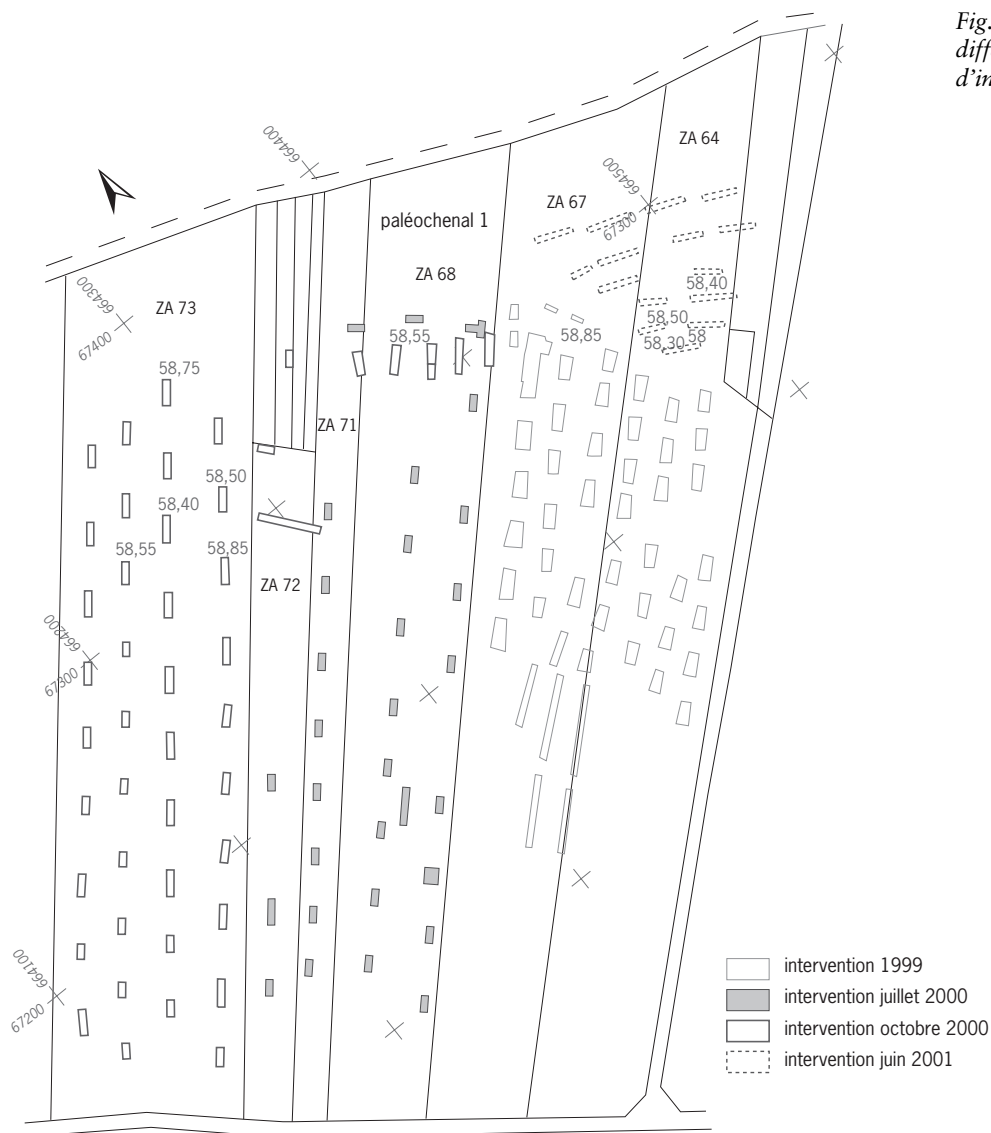 Fig.
diff
d'in
ZA 64
664400
664500
67300
ZA 67
paléochenal 1
ZA 68
58,40
664300
67400
ZA 73
58,50
58,30
58
58,55
58,85
58,75
ZA 71
58,50
58,40
58,55
58,85
ZA 72
664200
67300
664100
67200
intervention 1999
intervention juillet 2000
intervention octobre 2000
intervention juin 2001